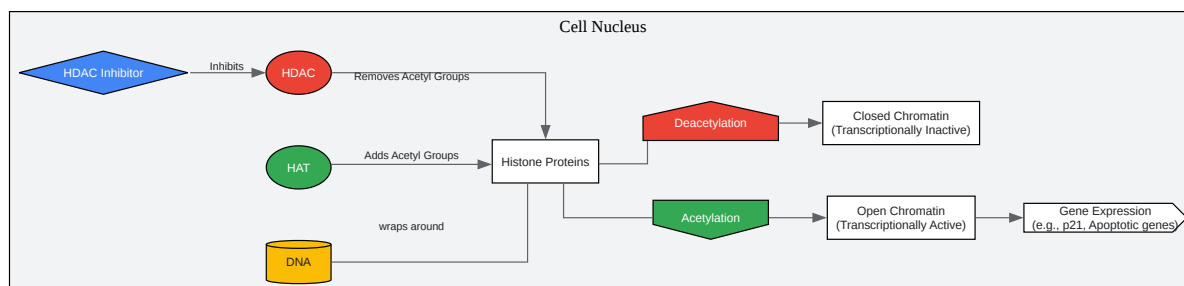 Cell Nucleus
HDAC Inhibitor
Inhibits
HDAC
Removes Acetyl Groups
Deacetylation
Closed Chromatin
(Transcriptionally Inactive)
HAT
Adds Acetyl Groups
Histone Proteins
Acetylation
Open Chromatin
(Transcriptionally Active)
Gene Expression
(e.g., p21, Apoptotic genes)
wraps around
DNA